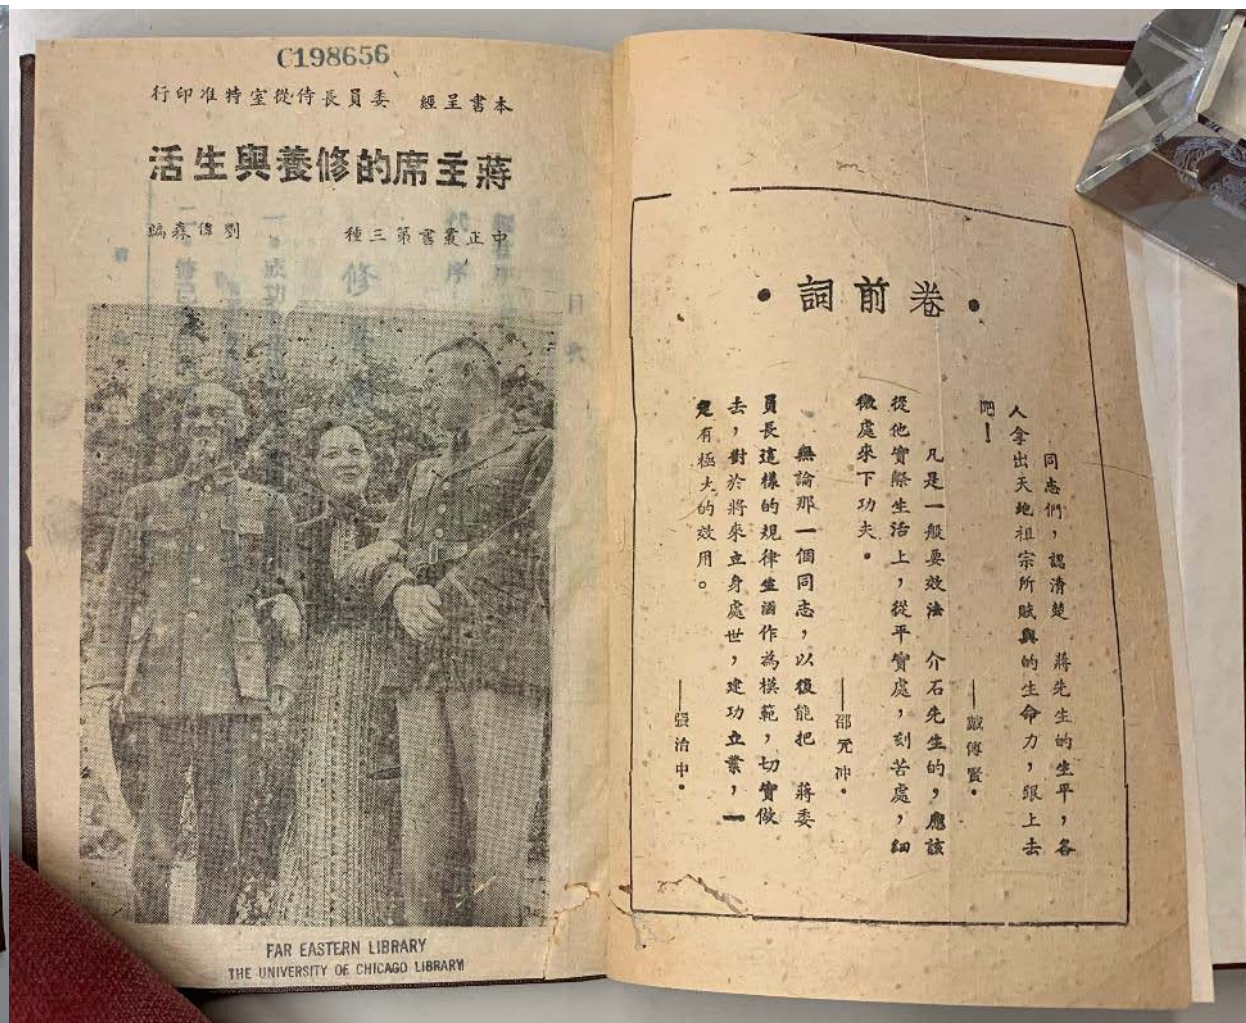 C198656
本書呈經 委員長侍從室特准印行
蔣主席的修養與生活
中正叢書第三種 劉偉森編
FAR EASTERN LIBRARY
THE UNIVERSITY OF CHICAGO LIBRARY
•卷前詞•
同志們，認清楚 蔣先生的生平，各
人拿出天地祖宗所賦與的生命力，跟上去
吧！
——戴傳賢。
凡是一般要效法 介石先生的，應該
從他實際生活上，從平實處，刻苦處，細
微處來下功夫。
——邵元冲。
無論那一個同志，以後能把 蔣委
員長這樣的規律生活作為模範，切實做
去，對於將來立身處世，建功立業，一
定有極大的效用。
——張治中。